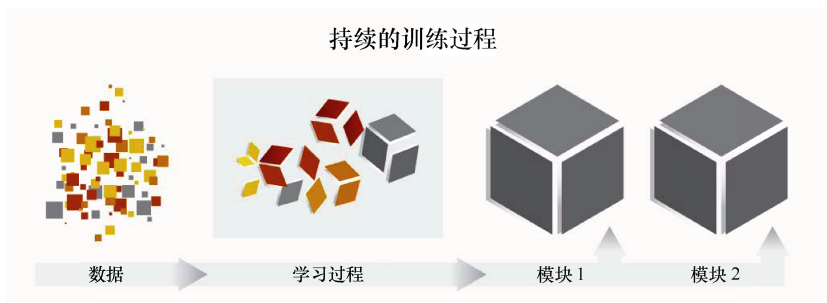 持续的训练过程
数据
学习过程
模块 1
模块 2